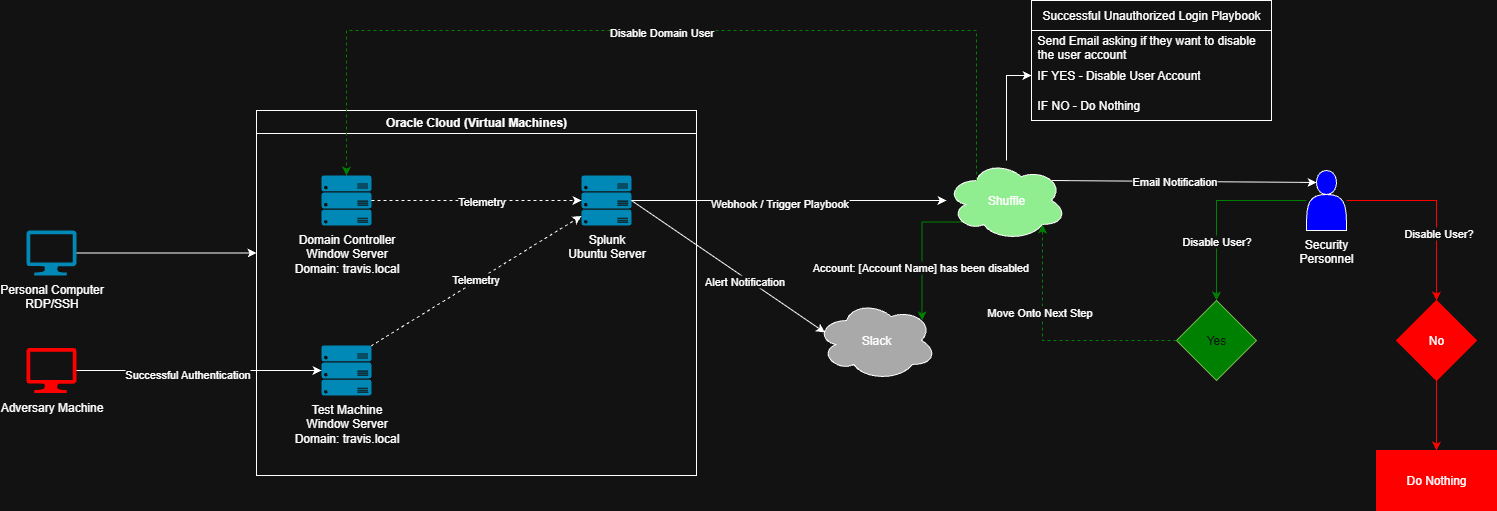 Successful Unauthorized Login Playbook
Send Email asking if they want to disable
the user account
IF YES - Disable User Account
IF NO - Do Nothing
Disable Domain User
Oracle Cloud (Virtual Machines)
Domain Controller
Window Server
Domain: travis.local
Telemetry
Splunk
Ubuntu Server
Webhook / Trigger Playbook
Shuffle
Email Notification
Security
Personnel
Disable User?
Disable User?
Personal Computer
RDP/SSH
Telemetry
Alert Notification
Account: [Account Name] has been disabled
Move Onto Next Step
Slack
Yes
No
Adversary Machine
Successful Authentication
Test Machine
Window Server
Domain: travis.local
Do Nothing